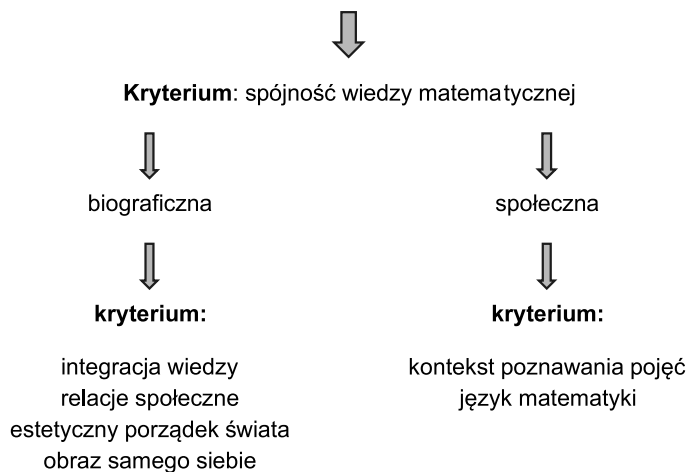 Kryterium: spójność wiedzy matematycznej
biograficzna
społeczna
kryterium:
kryterium:
integracja wiedzy
relacje społeczne
estetyczny porządek świata
obraz samego siebie
kontekst poznawania pojęć
język matematyki